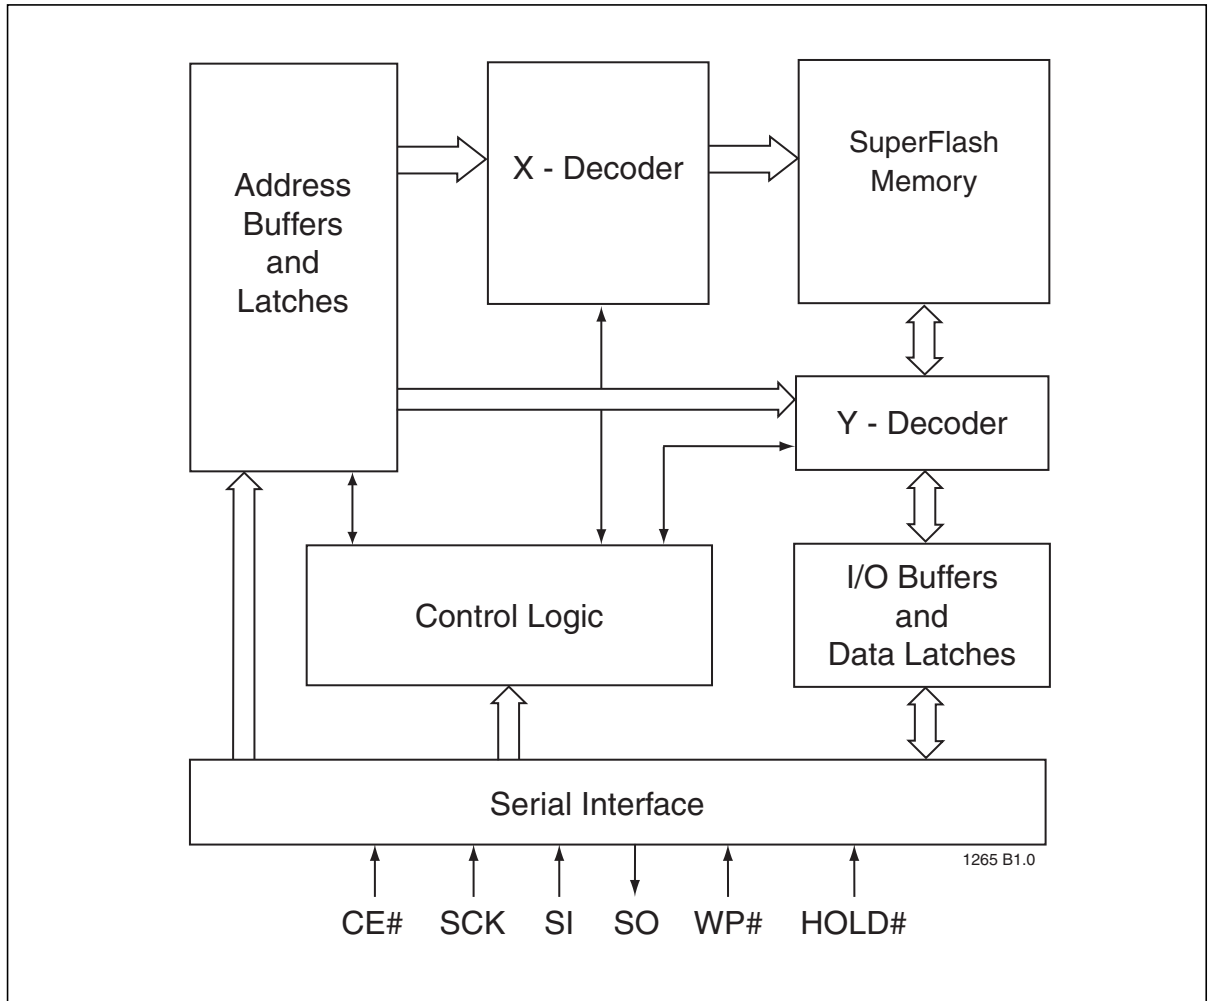 Address
Buffers
and
Latches
X - Decoder
SuperFlash
Memory
Y - Decoder
Control Logic
I/O Buffers
and
Data Latches
Serial Interface
1265 B1.0
CE# SCK SI SO WP# HOLD#